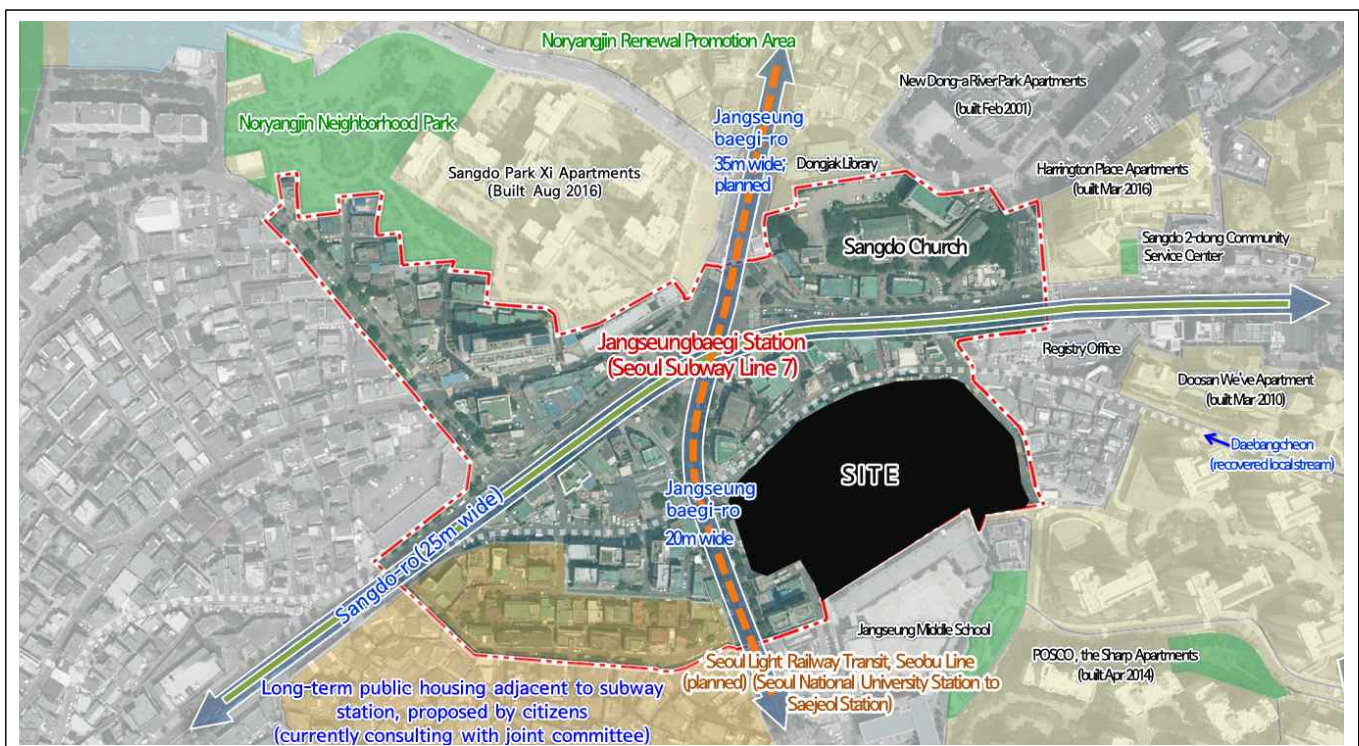 Noryangjin Renewal Promotion Area
New Dong-a River Park Apartments
(built Feb 2001)
Noryangjin Neighborhood Park
Jangseung
baegi-ro
35m wide;
planned
Dongjak Library
Sangdo Park Xi Apartments
(Built Aug 2016)
Harrington Place Apartments
(built Mar 2016)
Sangdo Church
Sangdo 2-dong Community
Service Center
Jangseungbaegi Station
(Seoul Subway Line 7)
Registry Office
Doosan We've Apartment
(built Mar 2010)
Daebangcheon
(recovered local stream)
SITE
Jangseung
baegi-ro
20m wide
Sangdo-ro(25m wide)
Jangseung Middle School
POSCO , the Sharp Apartments
(built Apr 2014)
Seoul Light Railway Transit, Seobu Line
(planned) (Seoul National University Station to
Saejeol Station)
Long-term public housing adjacent to subway
station, proposed by citizens
(currently consulting with joint committee)